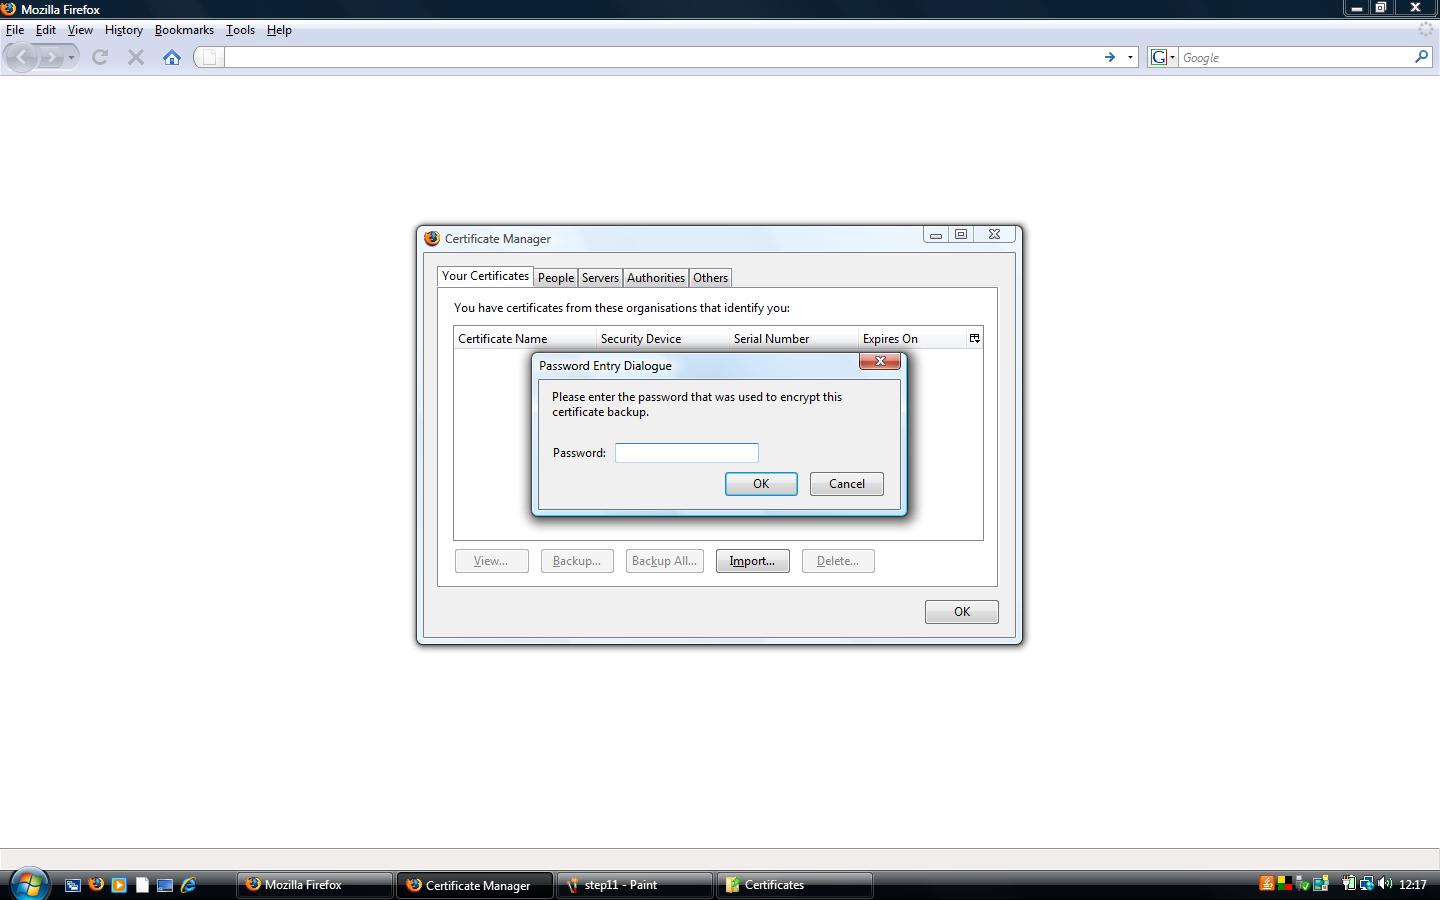 Mozilla Firefox
File Edit View History Bookmarks Tools Help
G Google
Certificate Manager
Your Certificates People Servers Authorities Others
You have certificates from these organisations that identify you:
Certificate Name Security Device Serial Number Expires On
Password Entry Dialogue
Please enter the password that was used to encrypt this
certificate backup.
Password:
OK Cancel
View... Backup... Backup All... Import... Delete...
OK
Mozilla Firefox Certificate Manager step11 - Paint Certificates 12:17